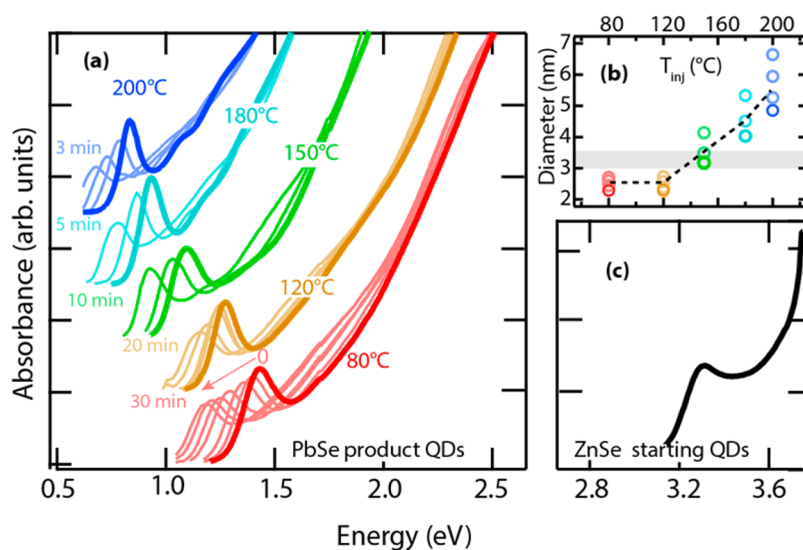 (a)
200°C
180°C
150°C
120°C
80°C
3 min
5 min
10 min
20 min
30 min
0
PbSe product QDs
Absorbance (arb. units)
0.5 1.0 1.5 2.0 2.5
Energy (eV)
80 120 160 200
(b)
T_inj (°C)
Diameter (nm)
7
6
5
4
3
2
(c)
ZnSe starting QDs
2.8 3.2 3.6